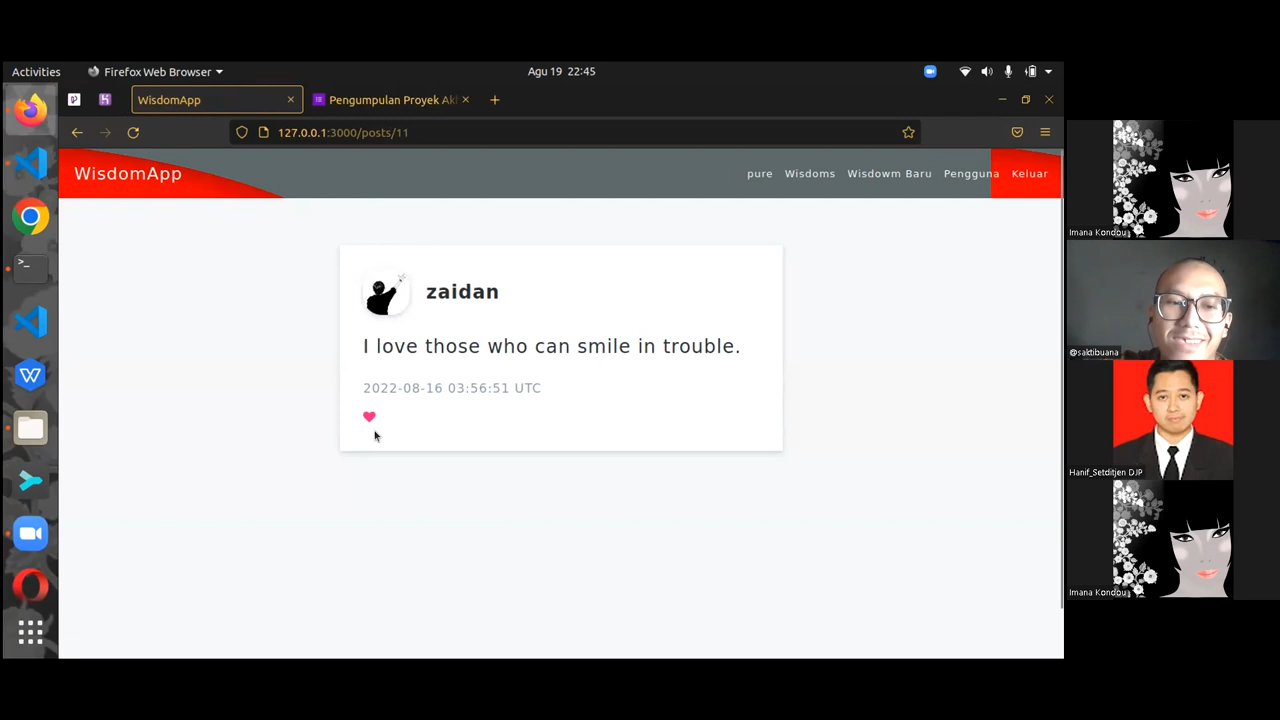 Activities
Firefox Web Browser
Agu 19 22:45
WisdomApp
Pengumpulan Proyek Akh
127.0.0.1:3000/posts/11
WisdomApp
pure Wisdoms Wisdowm Baru Pengguna Keluar
zaidan
I love those who can smile in trouble.
2022-08-16 03:56:51 UTC
Imana Kondou
@saktibuana
Hanif_Setditjen DJP
Imana Kondou